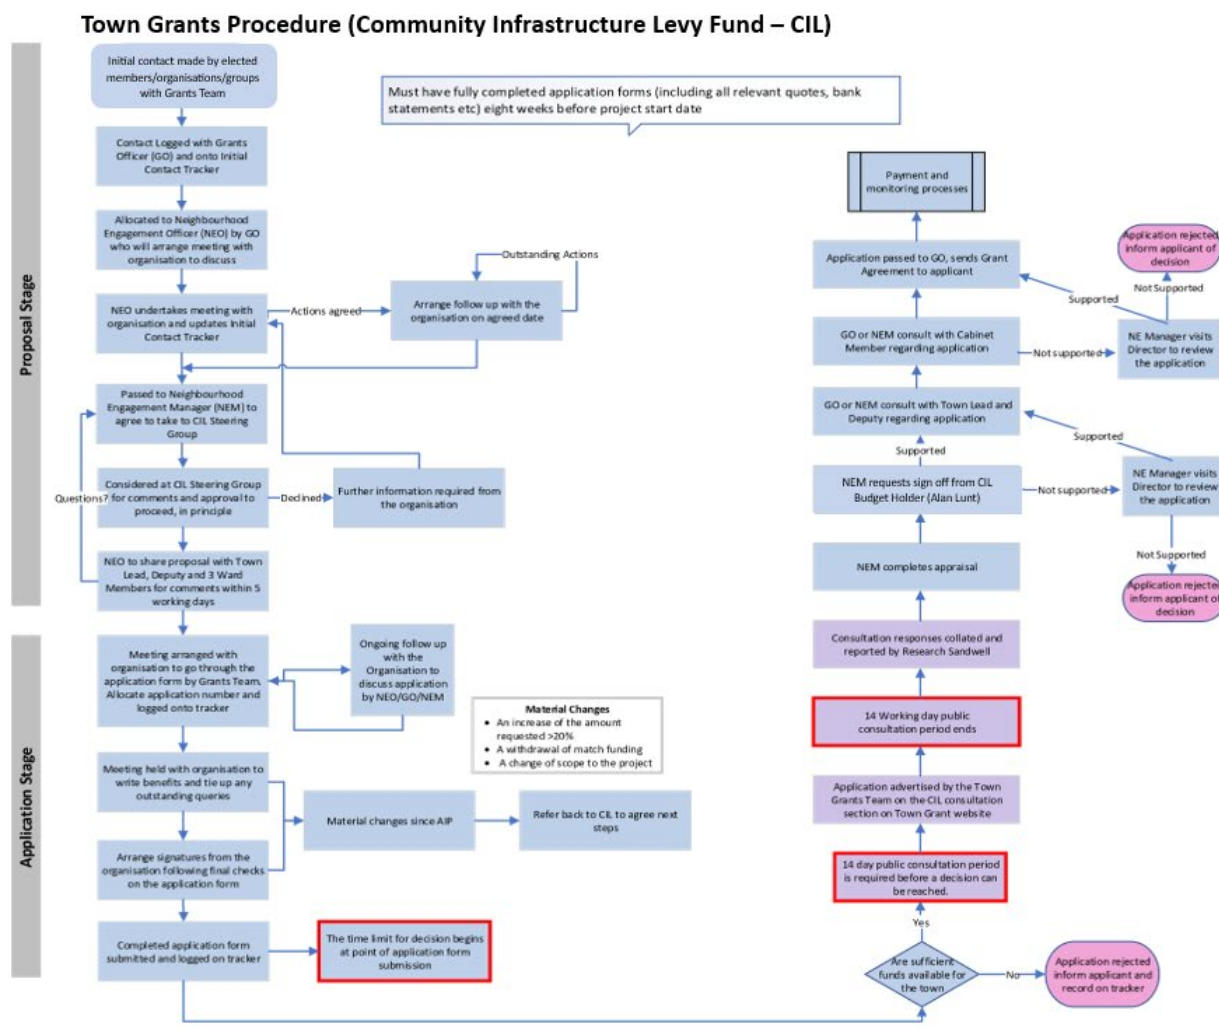 Town Grants Procedure (Community Infrastructure Levy Fund – CIL)
Proposal Stage
Initial contact made by elected
members/organisations/groups
with Grants Team
Contact Logged with Grants
Officer (GO) and onto Initial
Contact Tracker
Allocated to Neighbourhood
Engagement Officer (NEO) by GO
who will arrange meeting with
organisation to discuss
NEO undertakes meeting with
organisation and updates Initial
Contact Tracker
Actions agreed
Arrange follow up with the
organisation on agreed date
Outstanding Actions
Passed to Neighbourhood
Engagement Manager (NEM) to
agree to take to CIL Steering
Group
Considered at CIL Steering Group
for comments and approval to
proceed, in principle
Declined
Further information required from
the organisation
Questions?
NEO to share proposal with Town
Lead, Deputy and 3 Ward
Members for comments within 5
working days
Application Stage
Meeting arranged with
organisation to go through the
application form by Grants Team.
Allocate application number and
logged onto tracker
Ongoing follow up
with the
Organisation to
discuss application
by NEO/GO/NEM
Meeting held with organisation to
write benefits and tie up any
outstanding queries
Arrange signatures from the
organisation following final checks
on the application form
Material changes since AIP
Refer back to CIL to agree next
steps
Material Changes
• An increase of the amount
requested >20%
• A withdrawal of match funding
• A change of scope to the project
Completed application form
submitted and logged on tracker
The time limit for decision begins
at point of application form
submission
Must have fully completed application forms (including all relevant quotes, bank
statements etc) eight weeks before project start date
Payment and
monitoring processes
Application passed to GO, sends Grant
Agreement to applicant
GO or NEM consult with Cabinet
Member regarding application
Not supported
NE Manager visits
Director to review
the application
Supported
Not Supported
Application rejected
inform applicant of
decision
GO or NEM consult with Town Lead and
Deputy regarding application
Supported
NEM requests sign off from CIL
Budget Holder (Alan Lunt)
Not supported
NE Manager visits
Director to review
the application
Supported
Not Supported
Application rejected
inform applicant of
decision
NEM completes appraisal
Consultation responses collated and
reported by Research Sandwell
14 Working day public
consultation period ends
Application advertised by the Town
Grants Team on the CIL consultation
section on Town Grant website
14 day public consultation period
is required before a decision can
be reached.
Yes
Are sufficient
funds available for
the town
No
Application rejected
inform applicant and
record on tracker